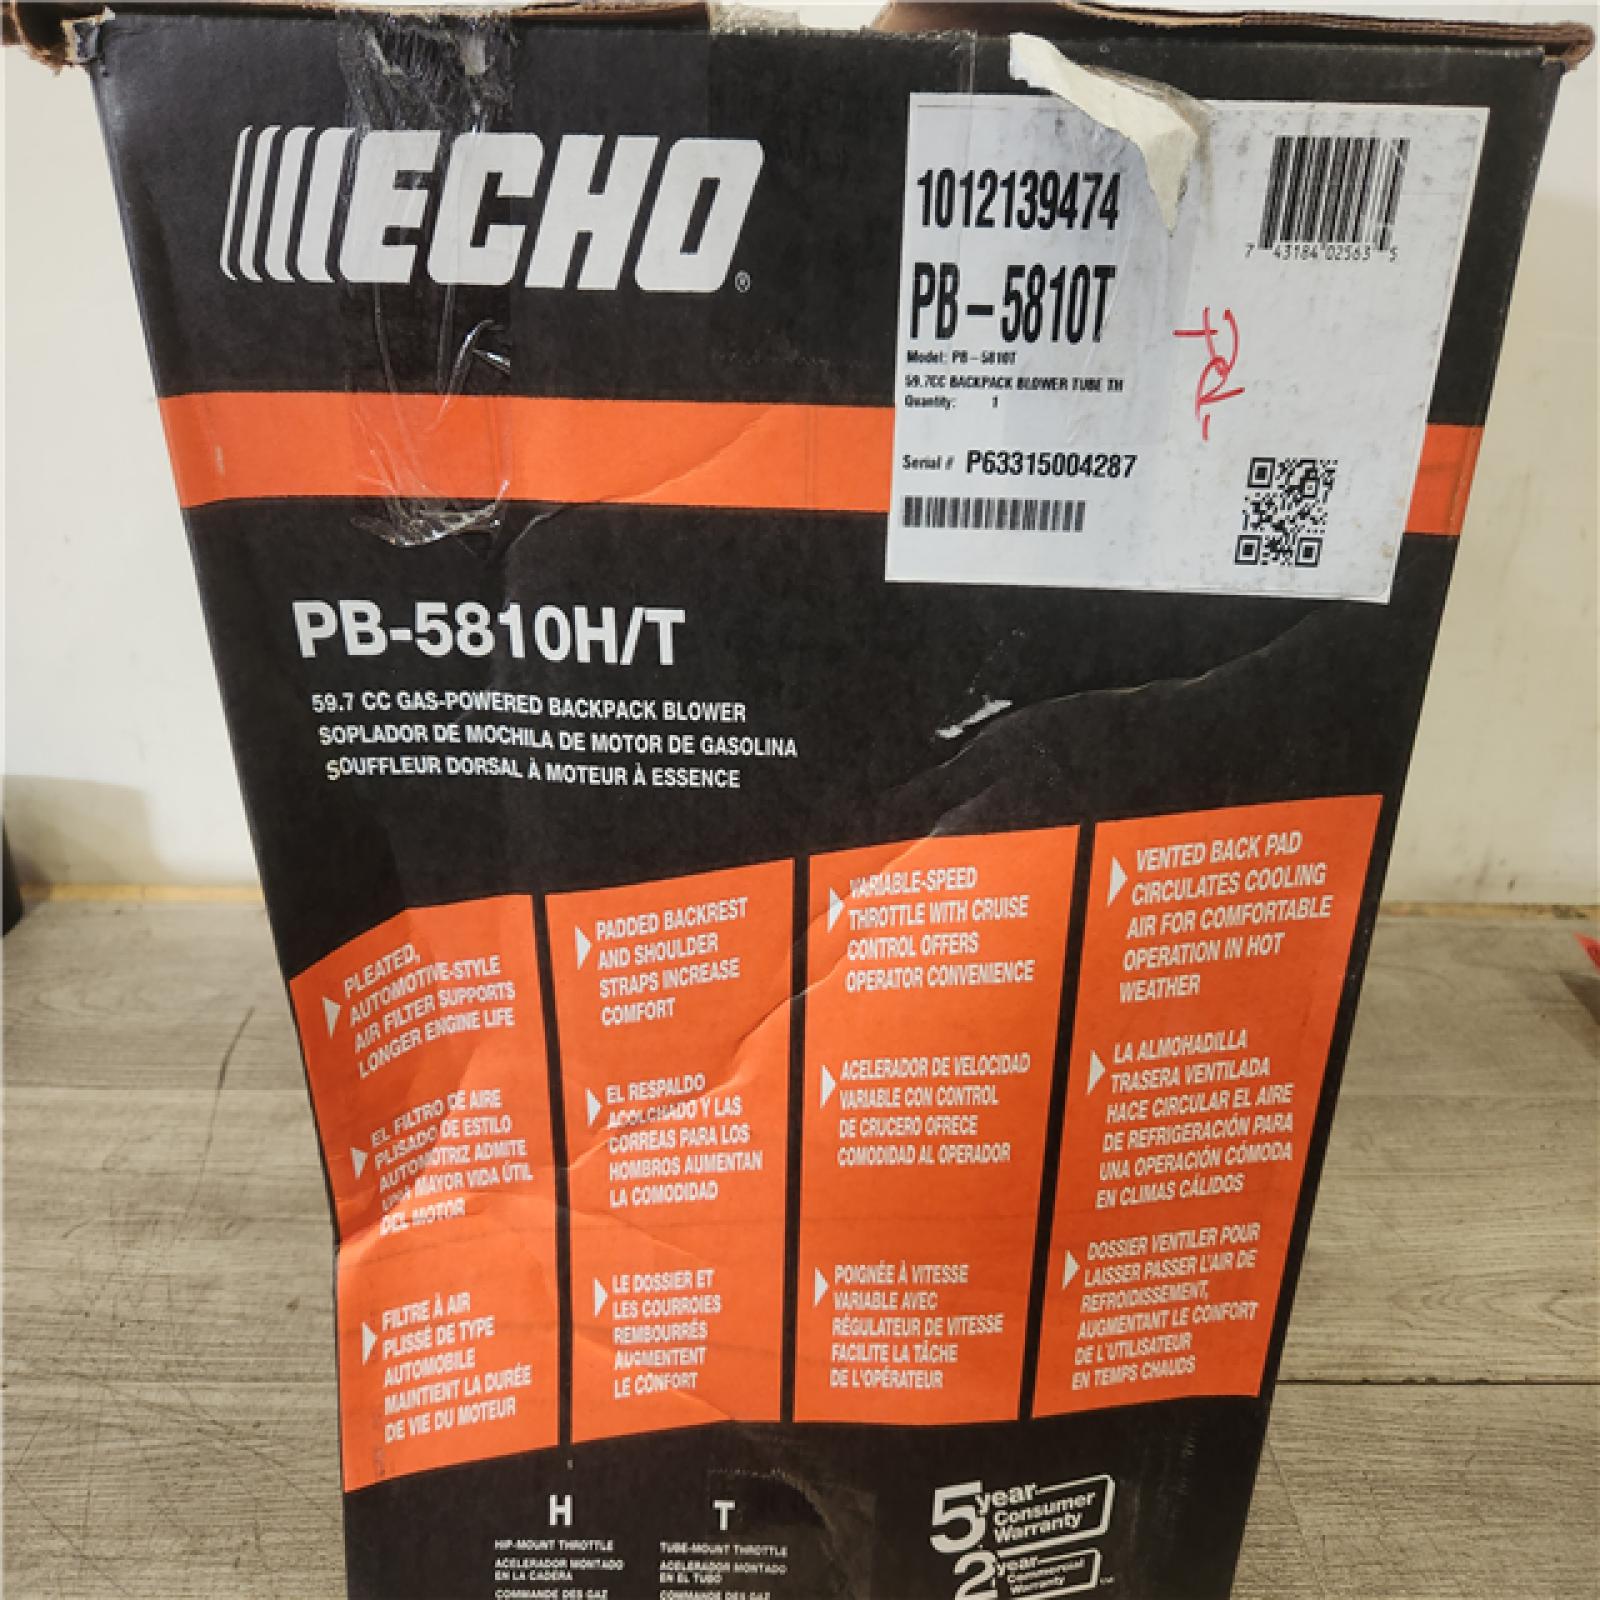 ECHO®
1012139474
PB-5810T
Model: PB-5810T
59.7CC BACKPACK BLOWER TUBE TH
Quantity: 1
Serial # P63315004287
7 43184 02563 5
PB-5810H/T
59.7 CC GAS-POWERED BACKPACK BLOWER
SOPLADOR DE MOCHILA DE MOTOR DE GASOLINA
SOUFFLEUR DORSAL À MOTEUR À ESSENCE
PLEATED,
AUTOMOTIVE-STYLE
AIR FILTER SUPPORTS
LONGER ENGINE LIFE
EL FILTRO DE AIRE
PLISADO DE ESTILO
AUTOMOTRIZ ADMITE
UNA MAYOR VIDA ÚTIL
DEL MOTOR
FILTRE À AIR
PLISSÉ DE TYPE
AUTOMOBILE
MAINTIENT LA DURÉE
DE VIE DU MOTEUR
PADDED BACKREST
AND SHOULDER
STRAPS INCREASE
COMFORT
EL RESPALDO
ACOLCHADO Y LAS
CORREAS PARA LOS
HOMBROS AUMENTAN
LA COMODIDAD
LE DOSSIER ET
LES COURROIES
REMBOURRÉS
AUGMENTENT
LE CONFORT
VARIABLE-SPEED
THROTTLE WITH CRUISE
CONTROL OFFERS
OPERATOR CONVENIENCE
ACELERADOR DE VELOCIDAD
VARIABLE CON CONTROL
DE CRUCERO OFRECE
COMODIDAD AL OPERADOR
POIGNÉE À VITESSE
VARIABLE AVEC
RÉGULATEUR DE VITESSE
FACILITE LA TÂCHE
DE L'OPÉRATEUR
VENTED BACK PAD
CIRCULATES COOLING
AIR FOR COMFORTABLE
OPERATION IN HOT
WEATHER
LA ALMOHADILLA
TRASERA VENTILADA
HACE CIRCULAR EL AIRE
DE REFRIGERACIÓN PARA
UNA OPERACIÓN CÓMODA
EN CLIMAS CÁLIDOS
DOSSIER VENTILER POUR
LAISSER PASSER L'AIR DE
REFROIDISSEMENT,
AUGMENTANT LE CONFORT
DE L'UTILISATEUR
EN TEMPS CHAUDS
H
HIP-MOUNT THROTTLE
ACELERADOR MONTADO
EN LA CADERA
COMMANDE DES GAZ
T
TUBE-MOUNT THROTTLE
ACELERADOR MONTADO
EN EL TUBO
COMMANDE DES GAZ
5 year
Consumer
Warranty
2 year
Commercial
Warranty